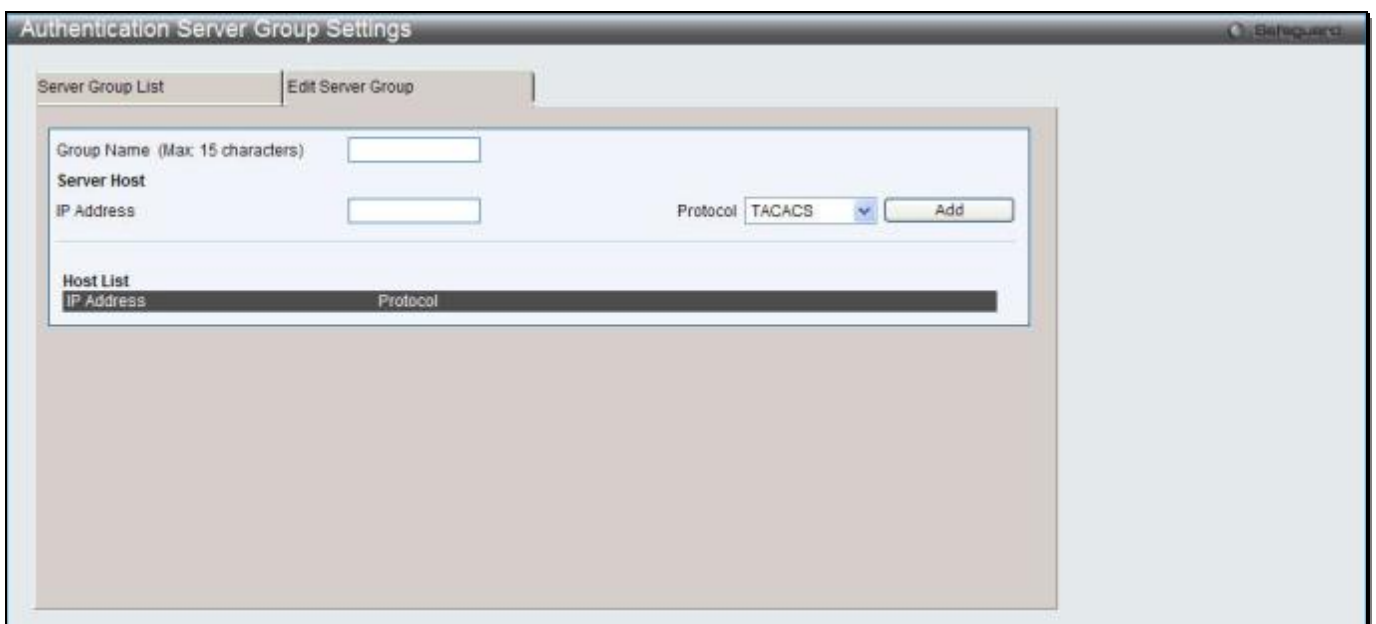 Authentication Server Group Settings
Safeguard
Server Group List
Edit Server Group
Group Name (Max: 15 characters)
Server Host
IP Address
Protocol TACACS Add
Host List
IP Address Protocol